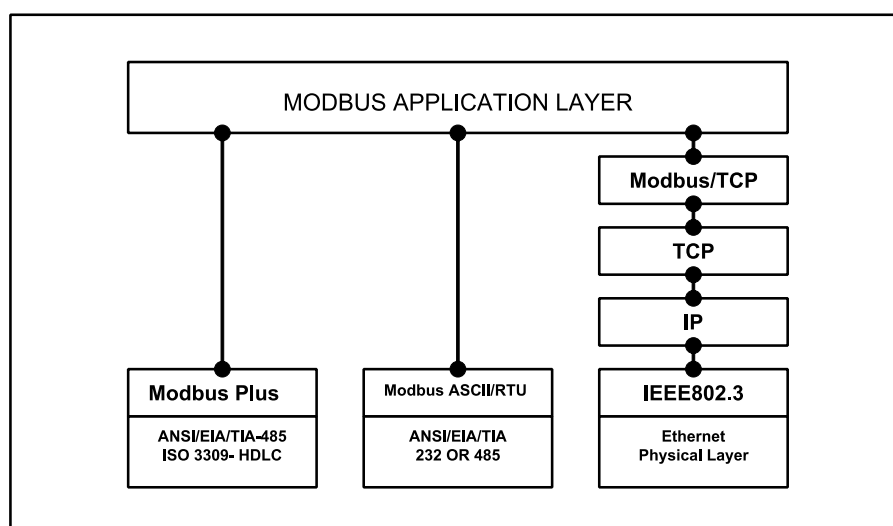 MODBUS APPLICATION LAYER
Modbus/TCP
TCP
IP
Modbus Plus
ANSI/EIA/TIA-485
ISO 3309- HDLC
Modbus ASCII/RTU
ANSI/EIA/TIA
232 OR 485
IEEE802.3
Ethernet
Physical Layer